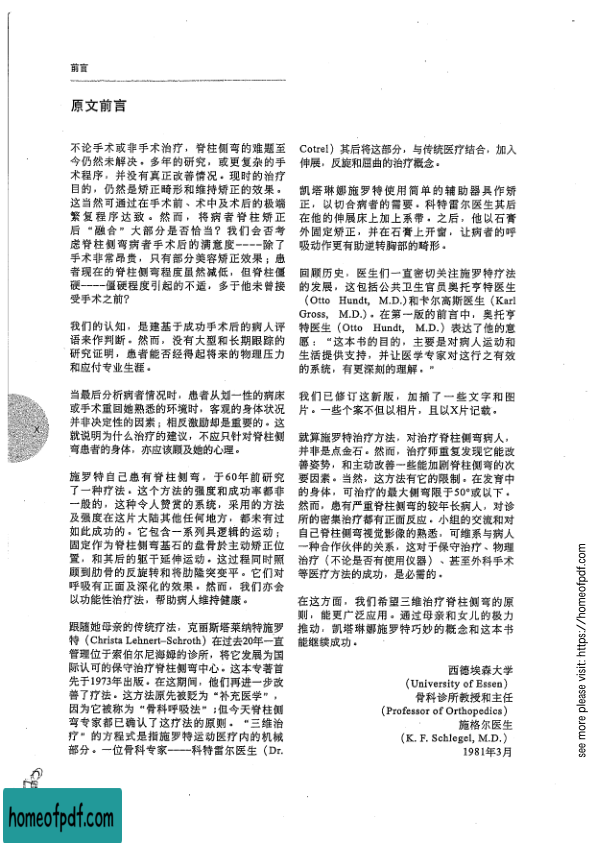 前言
原文前言
不论手术或非手术治疗，脊柱侧弯的难题至
今仍然未解决。多年的研究，或更复杂的手
术程序，并没有真正改善情况。现时的治疗
目的，仍然是矫正畸形和维持矫正的效果。
这当然可通过在手术前、术中及术后的极端
繁复程序达致。然而，将病者脊柱矫正
后“融合”大部分是否恰当？我们会否考
虑脊柱侧弯病者手术后的满意度----除了
手术非常昂贵，只有部分美容矫正效果；患
者现在的脊柱侧弯程度虽然减低，但脊柱僵
硬----僵硬程度引起的不适，多于他未曾接
受手术之前？
我们的认知，是建基于成功手术后的病人评
语来作判断。然而，没有大型和长期跟踪的
研究证明，患者能否经得起将来的物理压力
和应付专业生涯。
当最后分析病者情况时，患者从划一性的病床
或手术重回她熟悉的环境时，客观的身体状况
并非决定性的因素；相反激励却是重要的。这
就说明为什么治疗的建议，不应只针对脊柱侧
弯患者的身体，亦应该顾及她的心理。
施罗特自己患有脊柱侧弯，于60年前研究
了一种疗法。这个方法的强度和成功率都非
一般的，这种令人赞赏的系统，采用的方法
及强度在这片大陆其他任何地方，都未有过
如此成功的。它包含一系列具逻辑的运动；
固定作为脊柱侧弯基石的盘骨於主动矫正位
置，和其后的躯干延伸运动。这过程同时照
顾到肋骨的反旋转和将肋隆突变平。它们对
呼吸有正面及深化的效果。然而，我们亦会
以功能性治疗法，帮助病人维持健康。
跟随她母亲的传统疗法，克丽斯塔莱纳特施罗
特（Christa Lehnert–Schroth）在过去20年一直
管理位于索伯尔尼海姆的诊所，将它发展为国
际认可的保守治疗脊柱侧弯中心。这本专著首
先于1973年出版。在这期间，他们再进一步改
善了疗法。这方法原先被贬为“补充医学”，
因为它被称为“骨科呼吸法”；但今天脊柱侧
弯专家都已确认了这疗法的原则。“三维治
疗”的方程式是指施罗特运动医疗内的机械
部分。一位骨科专家----科特雷尔医生（Dr.
Cotrel）其后将这部分，与传统医疗结合，加入
伸展，反旋和屈曲的治疗概念。
凯塔琳娜施罗特使用简单的辅助器具作矫
正，以切合病者的需要。科特雷尔医生其后
在他的伸展床上加上系带。之后，他以石膏
外固定矫正，并在石膏上开窗，让病者的呼
吸动作更有助逆转胸部的畸形。
回顾历史，医生们一直密切关注施罗特疗法
的发展，这包括公共卫生官员奥托亨特医生
（Otto Hundt, M.D.)和卡尔高斯医生（Karl
Gross, M.D.）。在第一版的前言中，奥托亨
特医生（Otto Hundt, M.D.）表达了他的意
愿：“这本书的目的，主要是对病人运动和
生活提供支持，并让医学专家对这行之有效
的系统，有更深刻的理解。”
我们已修订这新版，加插了一些文字和图
片。一些个案不但以相片，且以X片记载。
就算施罗特治疗方法，对治疗脊柱侧弯病人，
并非是点金石。然而，治疗师重复发现它能改
善姿势，和主动改善一些能加剧脊柱侧弯的次
要因素。当然，这方法有它的限制。在发育中
的身体，可治疗的最大侧弯限于50°或以下。
然而，患有严重脊柱侧弯的较年长病人，对诊
所的密集治疗都有正面反应。小组的交流和对
自己脊柱侧弯视觉影像的熟悉，可维系与病人
一种合作伙伴的关系，这对于保守治疗、物理
治疗（不论是否有使用仪器）、甚至外科手术
等医疗方法的成功，是必需的。
在这方面，我们希望三维治疗脊柱侧弯的原
则，能更广泛应用。通过母亲和女儿的极力
推动，凯塔琳娜施罗特巧妙的概念和这本书
能继续成功。
西德埃森大学
(University of Essen)
骨科诊所教授和主任
(Professor of Orthopedics)
施格尔医生
(K. F. Schlegel, M.D.)
1981年3月
X
see more please visit: https://homeofpdf.com
homeofpdf.com